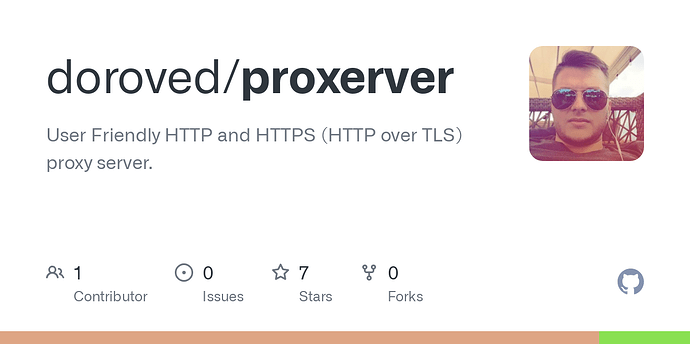 doroved/proxerver
User Friendly HTTP and HTTPS (HTTP over TLS)
proxy server.
1 0 7 0
Contributor Issues Stars Forks